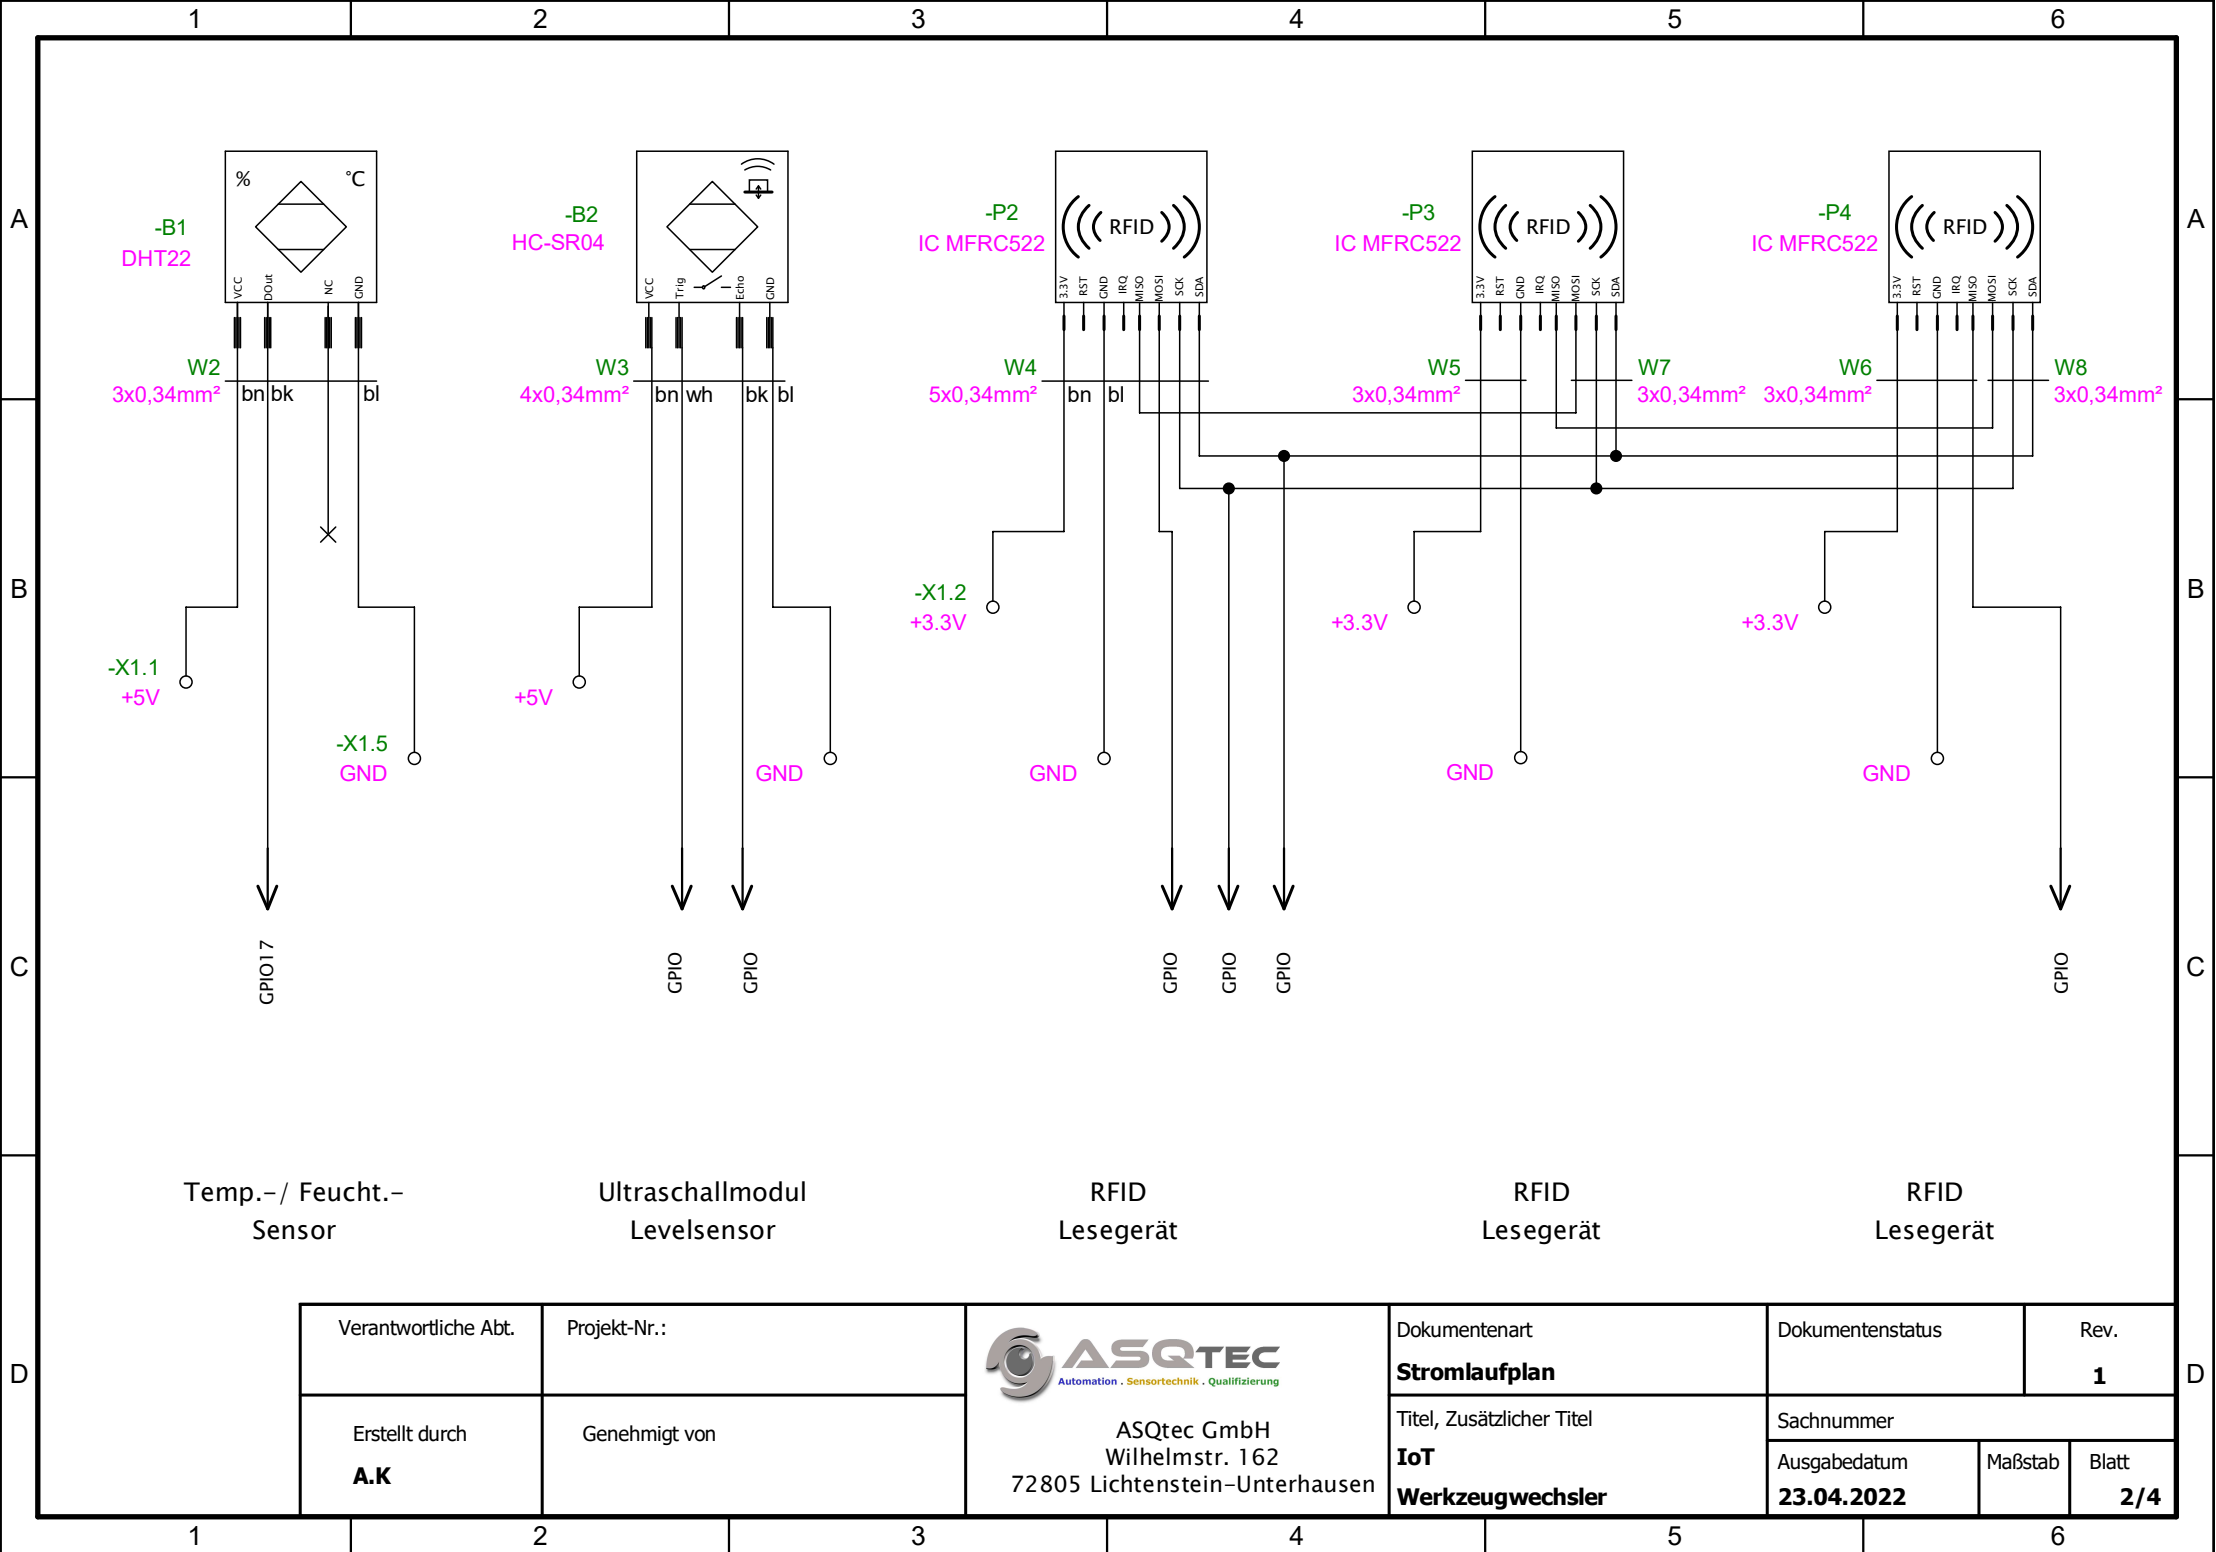 1 2 3 4 5 6
A A
B B
C C
D D
% °C
-B1
DHT22
VCC DOut NC GND
W2
3x0,34mm² bn bk bl
-X1.1
+5V
-X1.5
GND
GPIO17
Temp.-/ Feucht.-
Sensor
-B2
HC-SR04
VCC Trig Echo GND
W3
4x0,34mm² bn wh bk bl
+5V
GND
GPIO GPIO
Ultraschallmodul
Levelsensor
-P2
IC MFRC522
RFID
3.3V RST GND IRQ MISO MOSI SCK SDA
W4
5x0,34mm² bn bl
-X1.2
+3.3V
GND
GPIO GPIO GPIO
RFID
Lesegerät
-P3
IC MFRC522
RFID
3.3V RST GND IRQ MISO MOSI SCK SDA
W5
3x0,34mm²
W7
3x0,34mm²
+3.3V
GND
RFID
Lesegerät
-P4
IC MFRC522
RFID
3.3V RST GND IRQ MISO MOSI SCK SDA
W6
3x0,34mm²
W8
3x0,34mm²
+3.3V
GND
GPIO
RFID
Lesegerät
Verantwortliche Abt.
Projekt-Nr.:
Erstellt durch
A.K
Genehmigt von
ASQTEC
Automation . Sensortechnik . Qualifizierung
ASQtec GmbH
Wilhelmstr. 162
72805 Lichtenstein-Unterhausen
Dokumentenart
Stromlaufplan
Titel, Zusätzlicher Titel
IoT
Werkzeugwechsler
Dokumentenstatus
Rev.
1
Sachnummer
Ausgabedatum
23.04.2022
Maßstab
Blatt
2/4
1 2 3 4 5 6